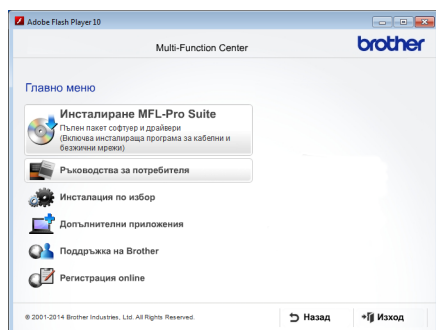 Adobe Flash Player 10
Multi-Function Center
brother
Главно меню
Инсталиране MFL-Pro Suite
Пълен пакет софтуер и драйвери
(Включва инсталираща програма за кабелни и
безжични мрежи)
Ръководства за потребителя
Инсталация по избор
Допълнителни приложения
Поддръжка на Brother
Регистрация online
© 2001-2014 Brother Industries, Ltd. All Rights Reserved.
Назад
Изход